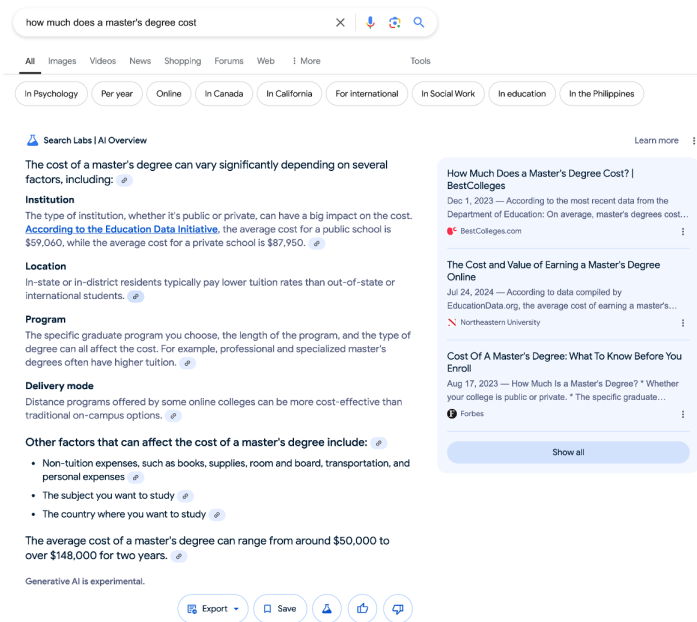 how much does a master's degree cost
All Images Videos News Shopping Forums Web More Tools
In Psychology Per year Online In Canada In California For international In Social Work In education In the Philippines
Search Labs | AI Overview
Learn more
The cost of a master's degree can vary significantly depending on several
factors, including:
Institution
The type of institution, whether it's public or private, can have a big impact on the cost.
According to the Education Data Initiative, the average cost for a public school is
$59,060, while the average cost for a private school is $87,950.
Location
In-state or in-district residents typically pay lower tuition rates than out-of-state or
international students.
Program
The specific graduate program you choose, the length of the program, and the type of
degree can all affect the cost. For example, professional and specialized master's
degrees often have higher tuition.
Delivery mode
Distance programs offered by some online colleges can be more cost-effective than
traditional on-campus options.
Other factors that can affect the cost of a master's degree include:
• Non-tuition expenses, such as books, supplies, room and board, transportation, and
personal expenses
• The subject you want to study
• The country where you want to study
The average cost of a master's degree can range from around $50,000 to
over $148,000 for two years.
Generative AI is experimental.
Export Save
How Much Does a Master's Degree Cost? |
BestColleges
Dec 1, 2023 — According to the most recent data from the
Department of Education: On average, master's degrees cost...
BestColleges.com
The Cost and Value of Earning a Master's Degree
Online
Jul 24, 2024 — According to data compiled by
EducationData.org, the average cost of earning a master's...
Northeastern University
Cost Of A Master's Degree: What To Know Before You
Enroll
Aug 17, 2023 — How Much Is a Master's Degree? * Whether
your college is public or private. * The specific graduate...
Forbes
Show all